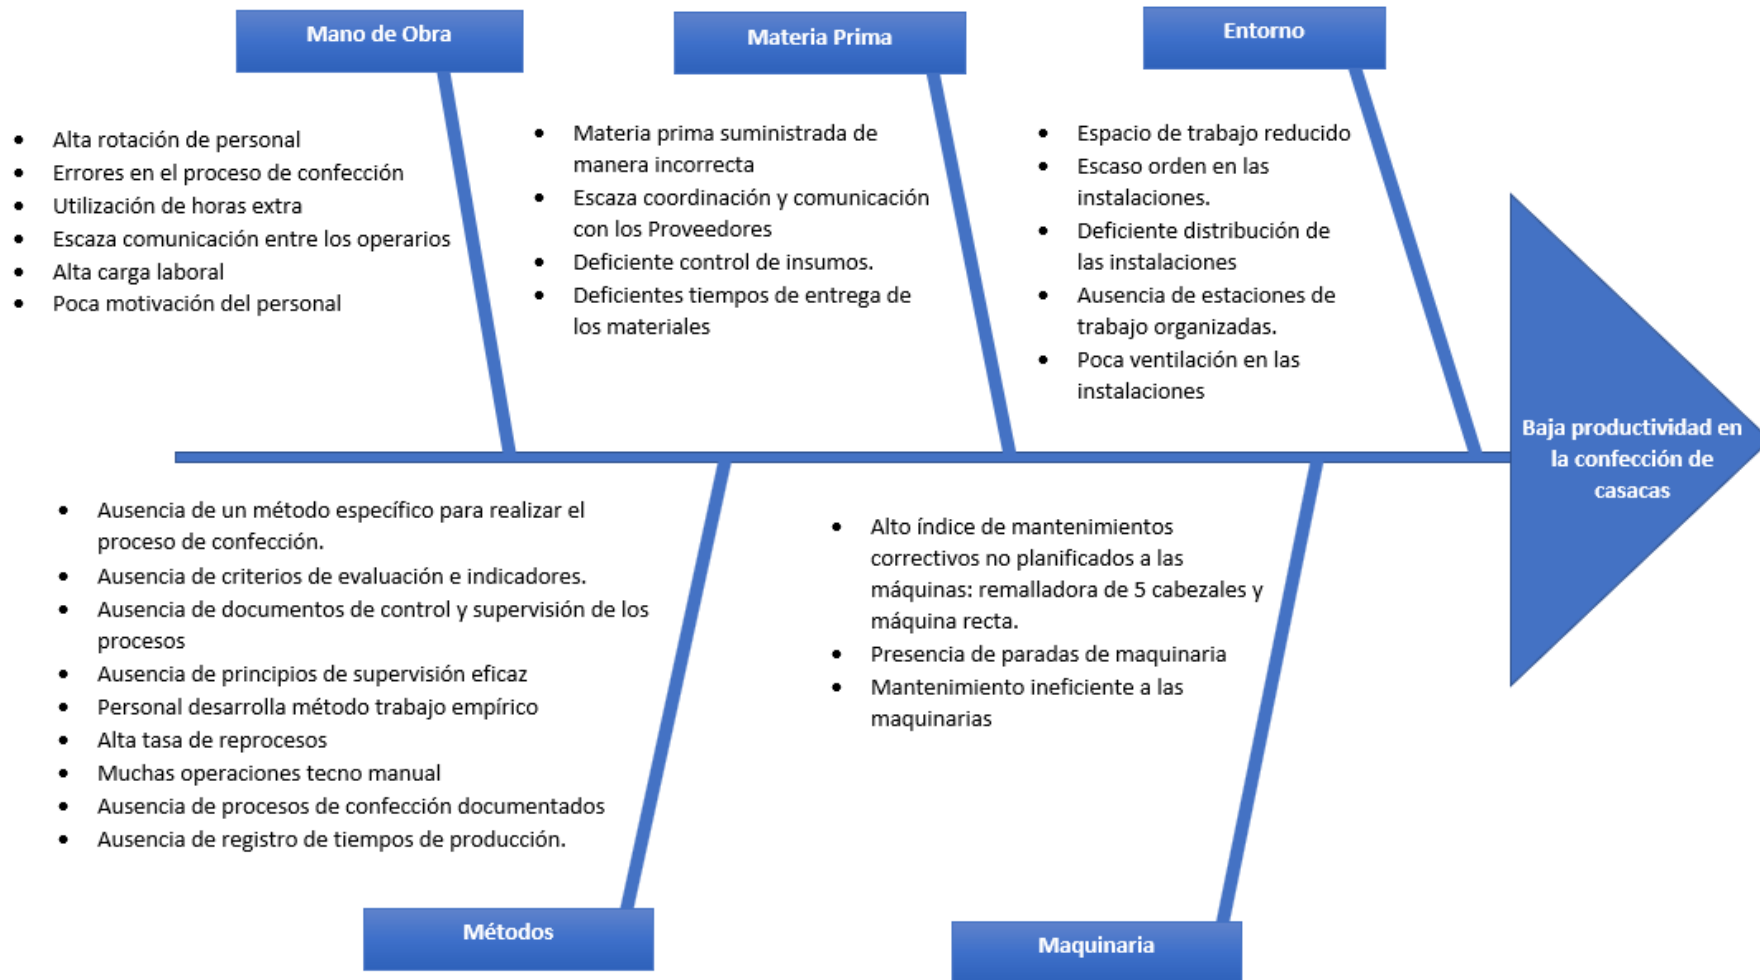 Mano de Obra
Materia Prima
Entorno
Alta rotación de personal
Errores en el proceso de confección
Utilización de horas extra
Escaza comunicación entre los operarios
Alta carga laboral
Poca motivación del personal
Materia prima suministrada de
manera incorrecta
Escaza coordinación y comunicación
con los Proveedores
Deficiente control de insumos.
Deficientes tiempos de entrega de
los materiales
Espacio de trabajo reducido
Escaso orden en las
instalaciones.
Deficiente distribución de
las instalaciones
Ausencia de estaciones de
trabajo organizadas.
Poca ventilación en las
instalaciones
Baja productividad en
la confección de
casacas
Ausencia de un método específico para realizar el
proceso de confección.
Ausencia de criterios de evaluación e indicadores.
Ausencia de documentos de control y supervisión de los
procesos
Ausencia de principios de supervisión eficaz
Personal desarrolla método trabajo empírico
Alta tasa de reprocesos
Muchas operaciones tecno manual
Ausencia de procesos de confección documentados
Ausencia de registro de tiempos de producción.
Alto índice de mantenimientos
correctivos no planificados a las
máquinas: remalladora de 5 cabezales y
máquina recta.
Presencia de paradas de maquinaria
Mantenimiento ineficiente a las
maquinarias
Métodos
Maquinaria